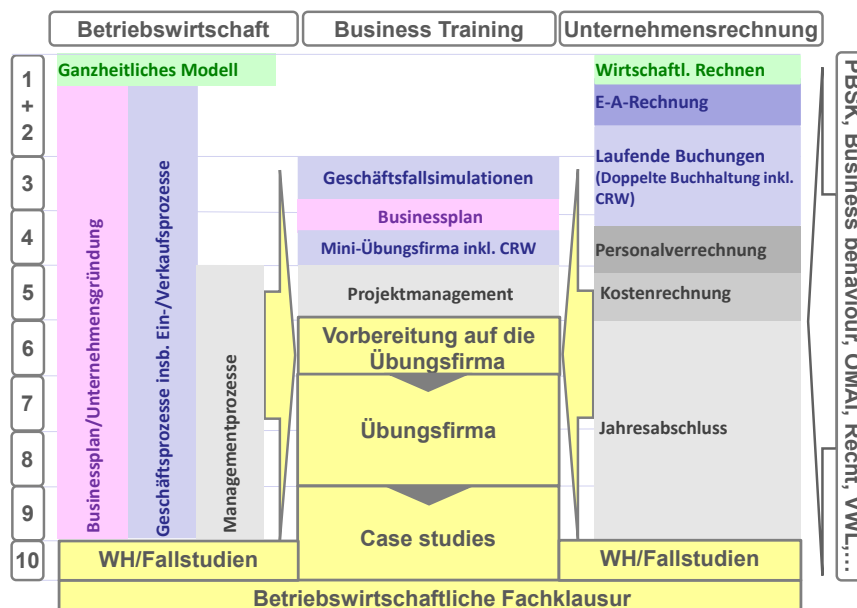 Betriebswirtschaft
Business Training
Unternehmensrechnung
1
+
2
3
4
5
6
7
8
9
10
Ganzheitliches Modell
Businessplan/Unternehmensgründung
Geschäftsprozesse insb. Ein-/Verkaufsprozesse
Managementprozesse
WH/Fallstudien
Geschäftsfallsimulationen
Businessplan
Mini-Übungsfirma inkl. CRW
Projektmanagement
Vorbereitung auf die
Übungsfirma
Übungsfirma
Case studies
Wirtschaftl. Rechnen
E-A-Rechnung
Laufende Buchungen
(Doppelte Buchhaltung inkl.
CRW)
Personalverrechnung
Kostenrechnung
Jahresabschluss
WH/Fallstudien
Betriebswirtschaftliche Fachklausur
PBSK, Business behaviour, OMAI, Recht, VWL,...